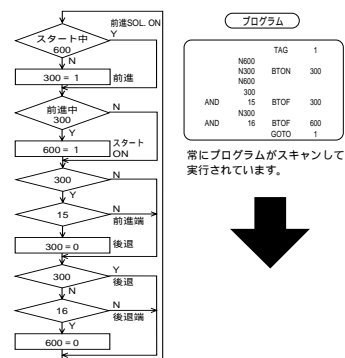 前進SOL. ON
スタート中
600
Y
N
300 = 1
前進
前進中
300
N
Y
600 = 1
スタート
ON
300
N
Y
15
N
前進端
Y
300 = 0
後退
300
Y
後退
N
16
N
後退端
Y
600 = 0
プログラム
TAG 1
N600
N300 BTON 300
N600
300
AND 15 BTOF 300
N300
AND 16 BTOF 600
GOTO 1
常にプログラムがスキャンして
実行されています。